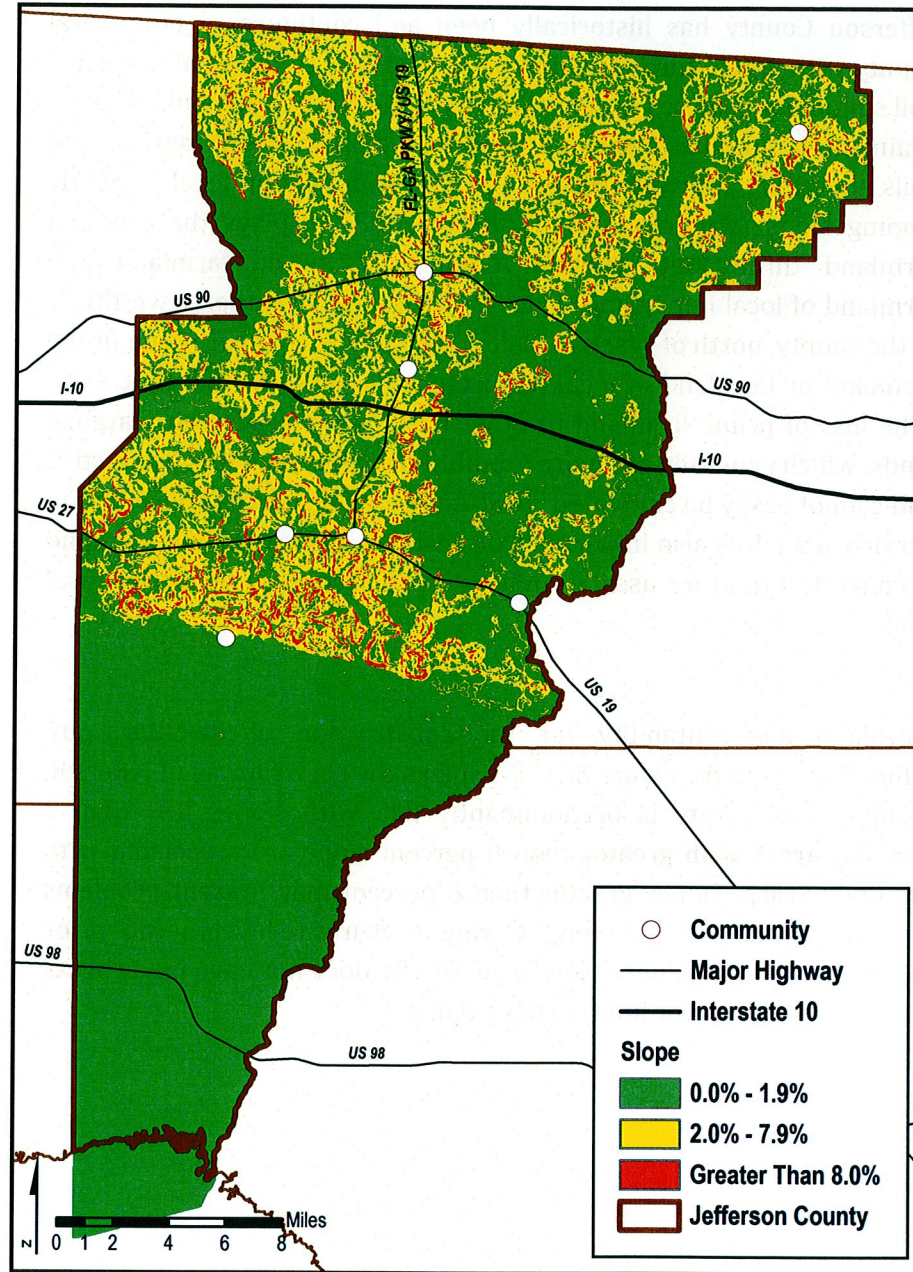 FL-GA PKWY/US 19
US 90
I-10
US 90
I-10
US 27
US 19
US 98
US 98
Community
Major Highway
Interstate 10
Slope
0.0% - 1.9%
2.0% - 7.9%
Greater Than 8.0%
Jefferson County
Miles
0 1 2 4 6 8
N